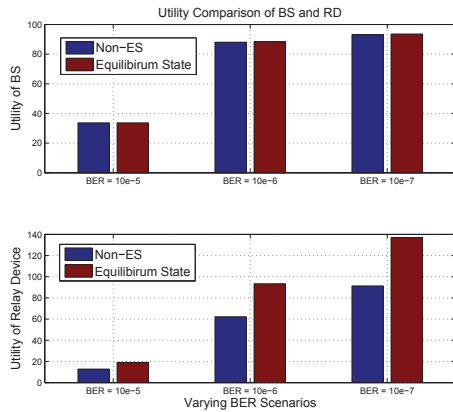 Utility Comparison of BS and RD
Utility of BS
100
80
60
40
20
0
Non-ES
Equilibirum State
BER = 10e-5
BER = 10e-6
BER = 10e-7
Utility of Relay Device
140
120
100
80
60
40
20
0
Non-ES
Equilibirum State
BER = 10e-5
BER = 10e-6
BER = 10e-7
Varying BER Scenarios